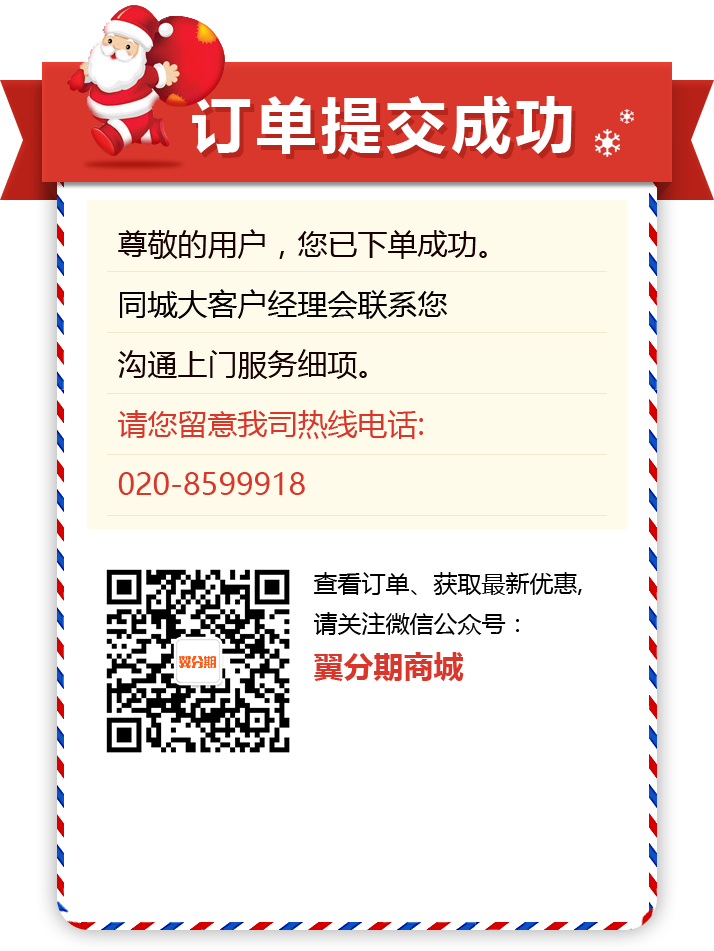 订单提交成功
尊敬的用户，您已下单成功。
同城大客户经理会联系您
沟通上门服务细项。
请您留意我司热线电话:
020-8599918
查看订单、获取最新优惠,
请关注微信公众号：
翼分期商城
翼分期